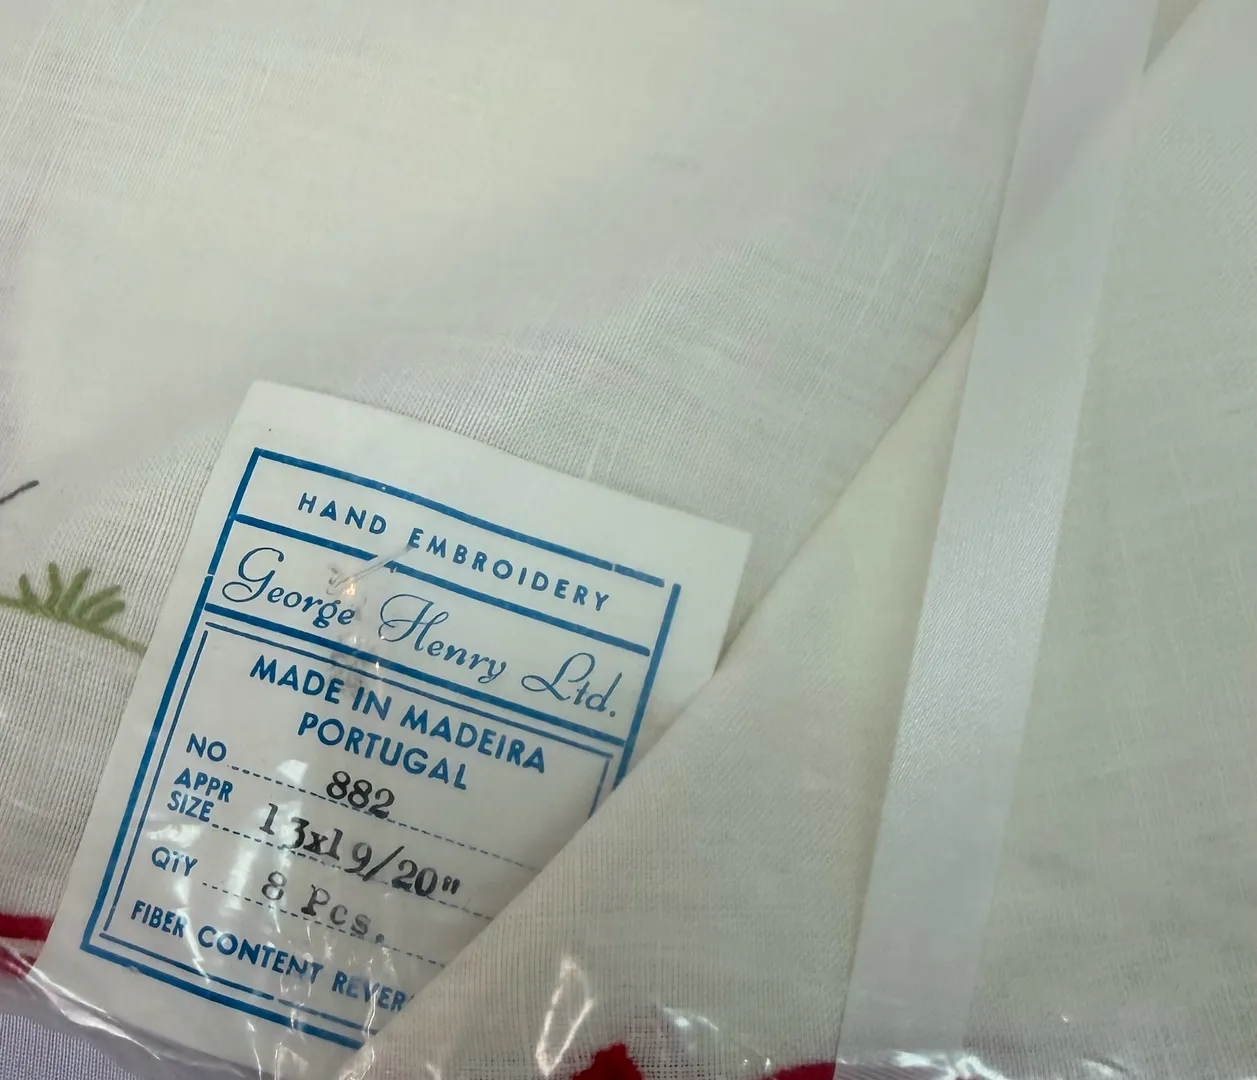 HAND EMBROIDERY
George Henry Ltd.
MADE IN MADEIRA
PORTUGAL
NO 882
APPR SIZE 13x19/20"
QTY 8 Pcs.
FIBER CONTENT REVER